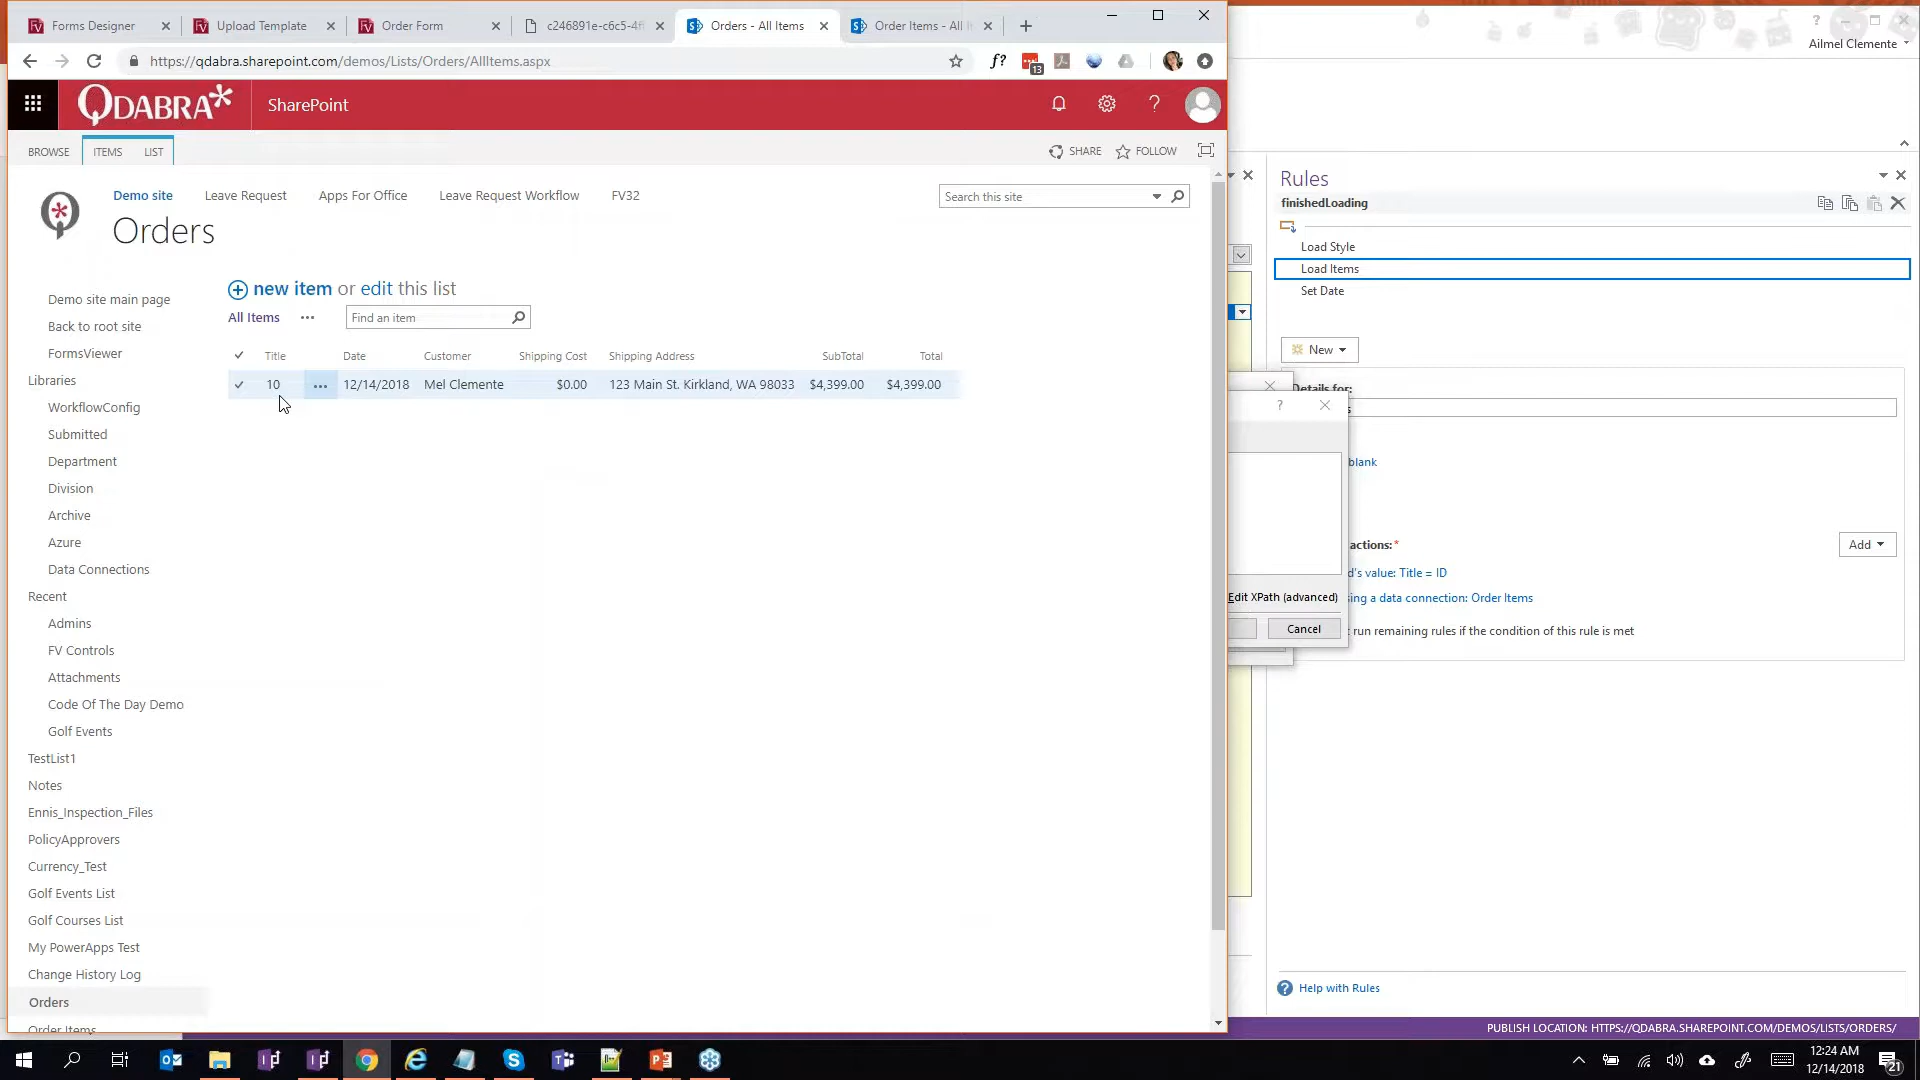 Forms Designer
Upload Template
Order Form
c246891e-c6c5-4f
Orders - All Items
Order Items - All I
https://qdabra.sharepoint.com/demos/Lists/Orders/AllItems.aspx
f?
13
Ailmel Clemente
QDABRA*
SharePoint
BROWSE
ITEMS
LIST
SHARE
FOLLOW
Demo site
Leave Request
Apps For Office
Leave Request Workflow
FV32
Search this site
Orders
new item or edit this list
All Items
Find an item
Title
Date
Customer
Shipping Cost
Shipping Address
SubTotal
Total
10
12/14/2018
Mel Clemente
$0.00
123 Main St. Kirkland, WA 98033
$4,399.00
$4,399.00
Demo site main page
Back to root site
FormsViewer
Libraries
WorkflowConfig
Submitted
Department
Division
Archive
Azure
Data Connections
Recent
Admins
FV Controls
Attachments
Code Of The Day Demo
Golf Events
TestList1
Notes
Ennis_Inspection_Files
PolicyApprovers
Currency_Test
Golf Events List
Golf Courses List
My PowerApps Test
Change History Log
Orders
Order Items
Rules
finishedLoading
Load Style
Load Items
Set Date
New
Details for:
s
blank
actions:*
Add
d's value: Title = ID
sing a data connection: Order Items
run remaining rules if the condition of this rule is met
Edit XPath (advanced)
Cancel
Help with Rules
PUBLISH LOCATION: HTTPS://QDABRA.SHAREPOINT.COM/DEMOS/LISTS/ORDERS/
12:24 AM
12/14/2018
21